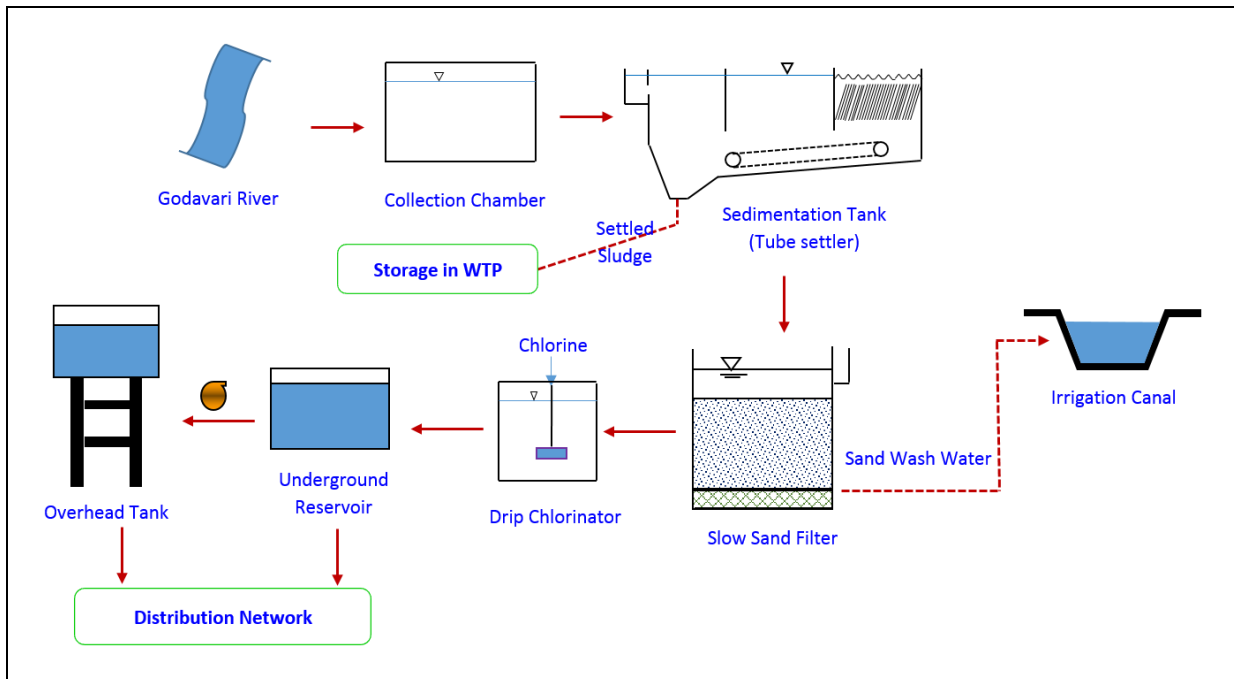 Godavari River
Collection Chamber
Sedimentation Tank
(Tube settler)
Settled
Sludge
Storage in WTP
Chlorine
Irrigation Canal
Sand Wash Water
Underground
Reservoir
Overhead Tank
Drip Chlorinator
Slow Sand Filter
Distribution Network